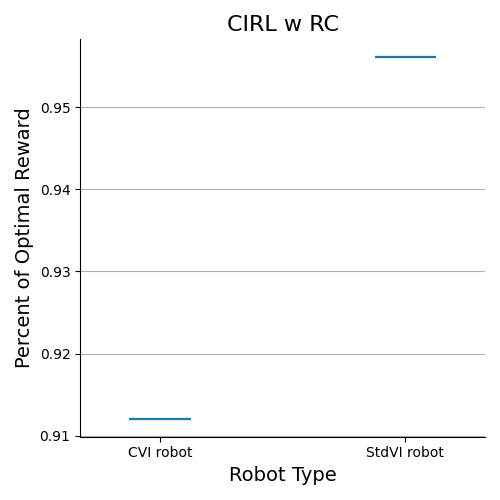 CIRL w RC
Percent of Optimal Reward
0.95
0.94
0.93
0.92
0.91
CVI robot
StdVI robot
Robot Type